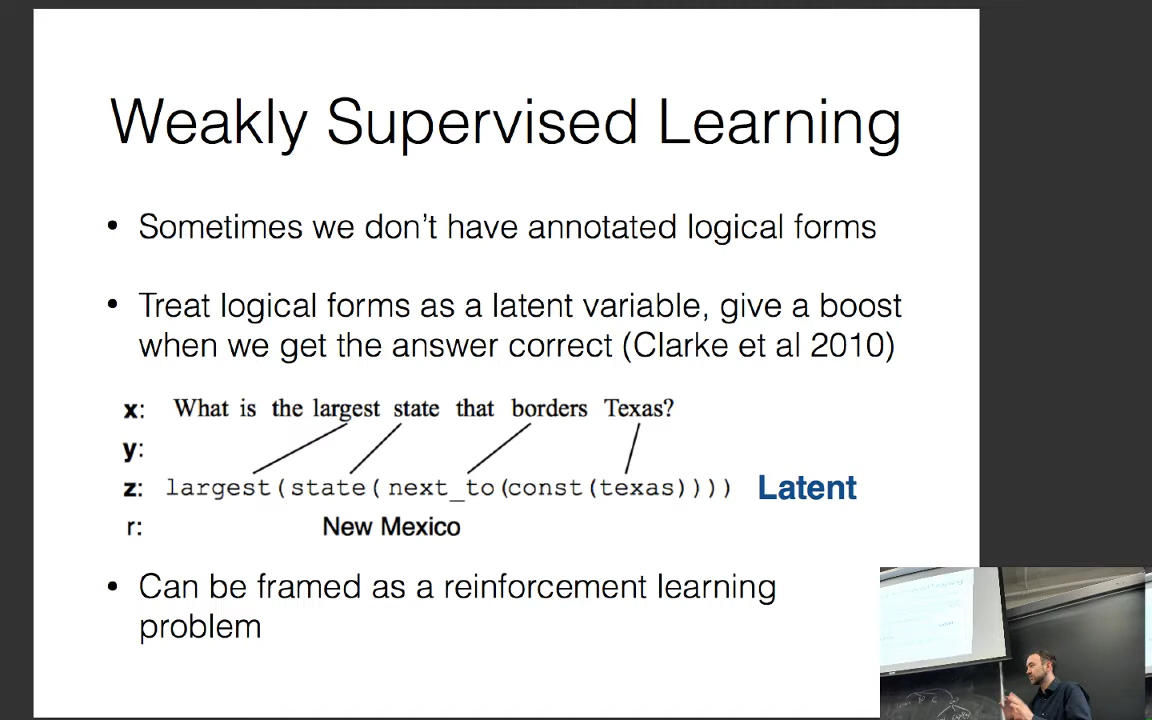 Weakly Supervised Learning
• Sometimes we don't have annotated logical forms
• Treat logical forms as a latent variable, give a boost
when we get the answer correct (Clarke et al 2010)
x: What is the largest state that borders Texas?
y:
z: largest(state(next_to(const(texas)))) Latent
r: New Mexico
• Can be framed as a reinforcement learning
problem